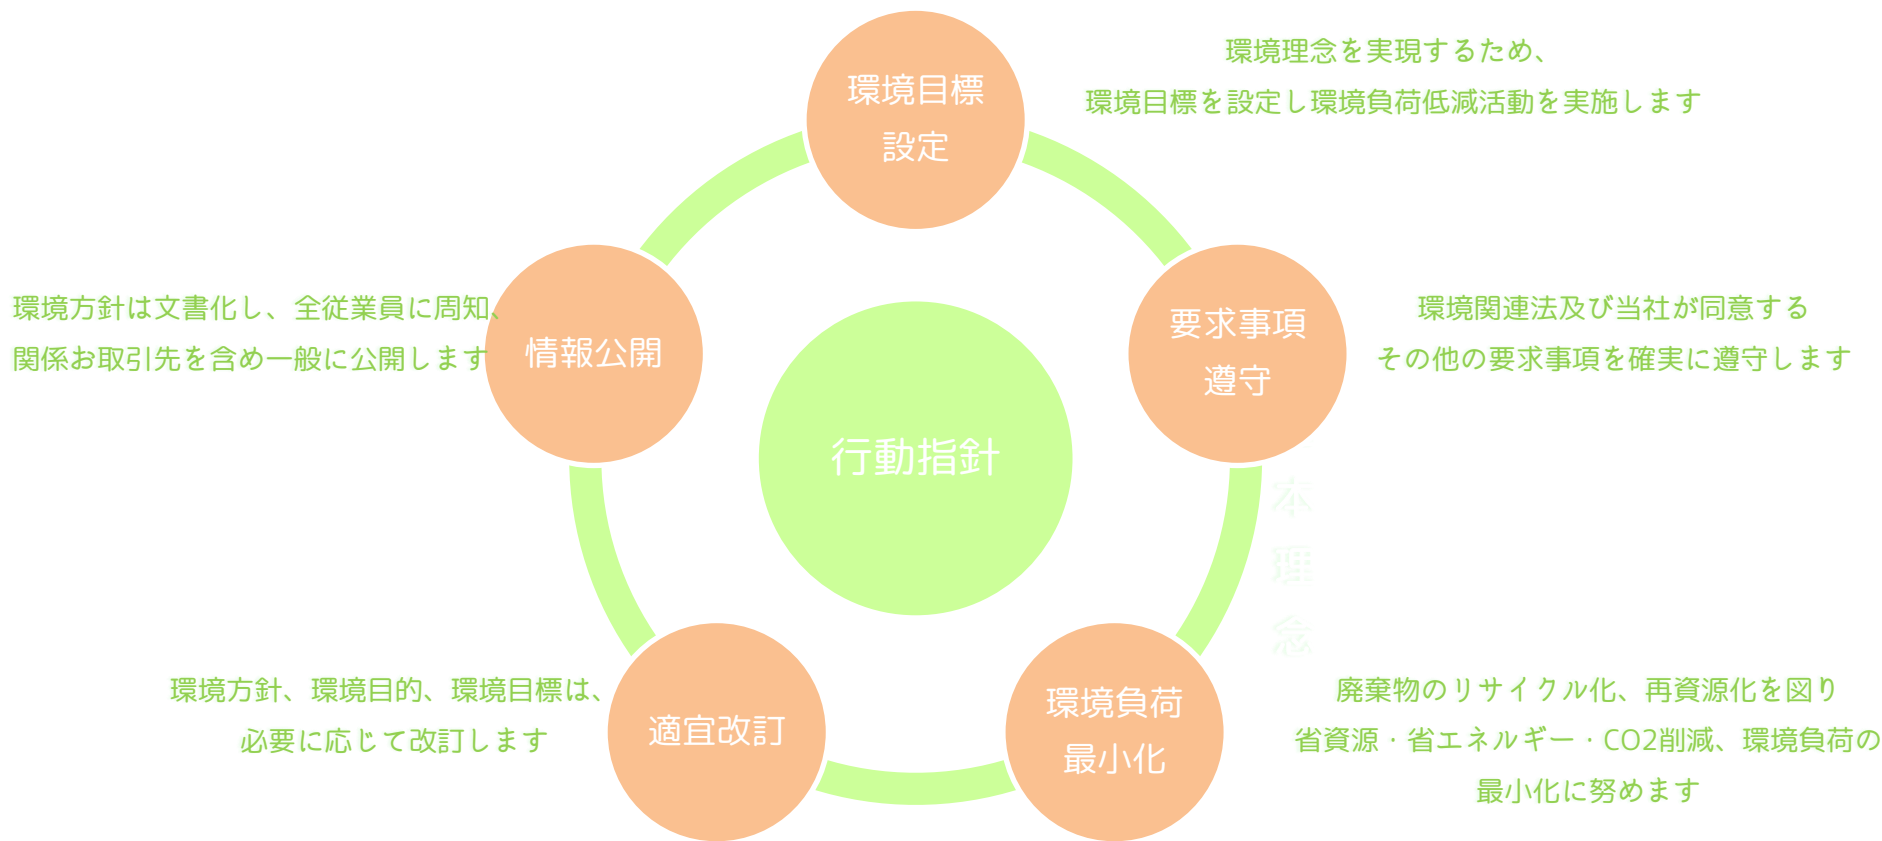 環境目標
設定
環境理念を実現するため、
環境目標を設定し環境負荷低減活動を実施します
要求事項
遵守
環境関連法及び当社が同意する
その他の要求事項を確実に遵守します
環境負荷
最小化
廃棄物のリサイクル化、再資源化を図り
省資源・省エネルギー・CO2削減、環境負荷の
最小化に努めます
適宜改訂
環境方針、環境目的、環境目標は、
必要に応じて改訂します
情報公開
環境方針は文書化し、全従業員に周知、
関係お取引先を含め一般に公開します
行動指針
本
理
念